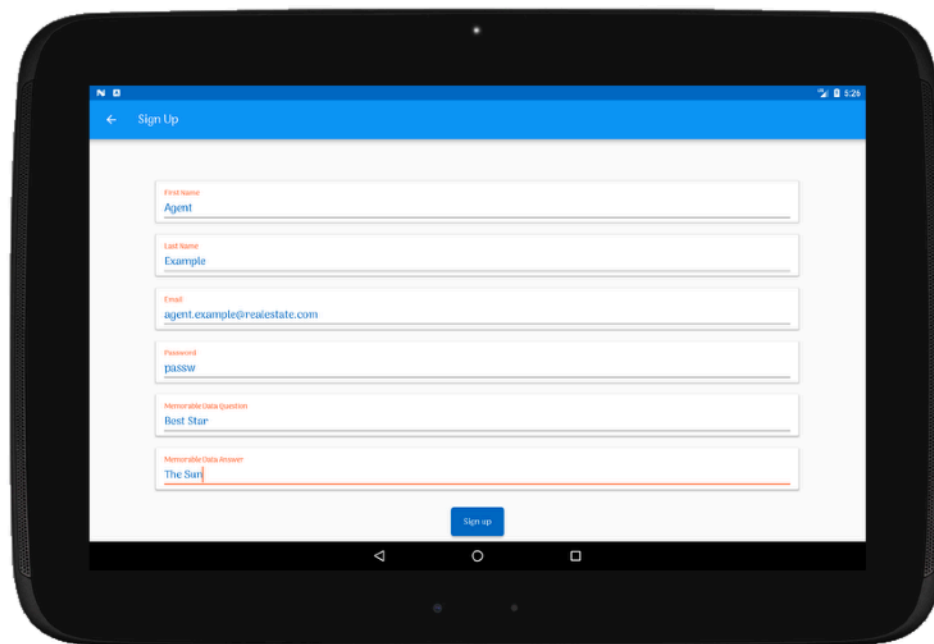 5:26
Sign Up
First Name
Agent
Last Name
Example
Email
agent.example@realestate.com
Password
passw
Memorable Data Question
Best Star
Memorable Data Answer
The Sun
Sign up